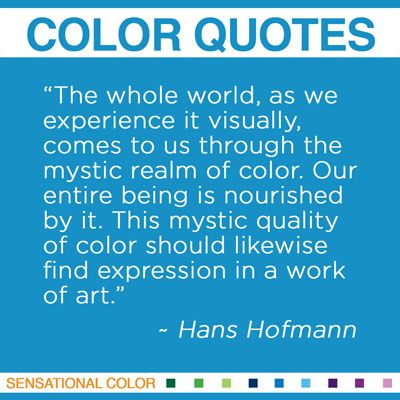 COLOR QUOTES
“The whole world, as we
experience it visually,
comes to us through the
mystic realm of color. Our
entire being is nourished
by it. This mystic quality
of color should likewise
find expression in a work
of art.”
~ Hans Hofmann
SENSATIONAL COLOR